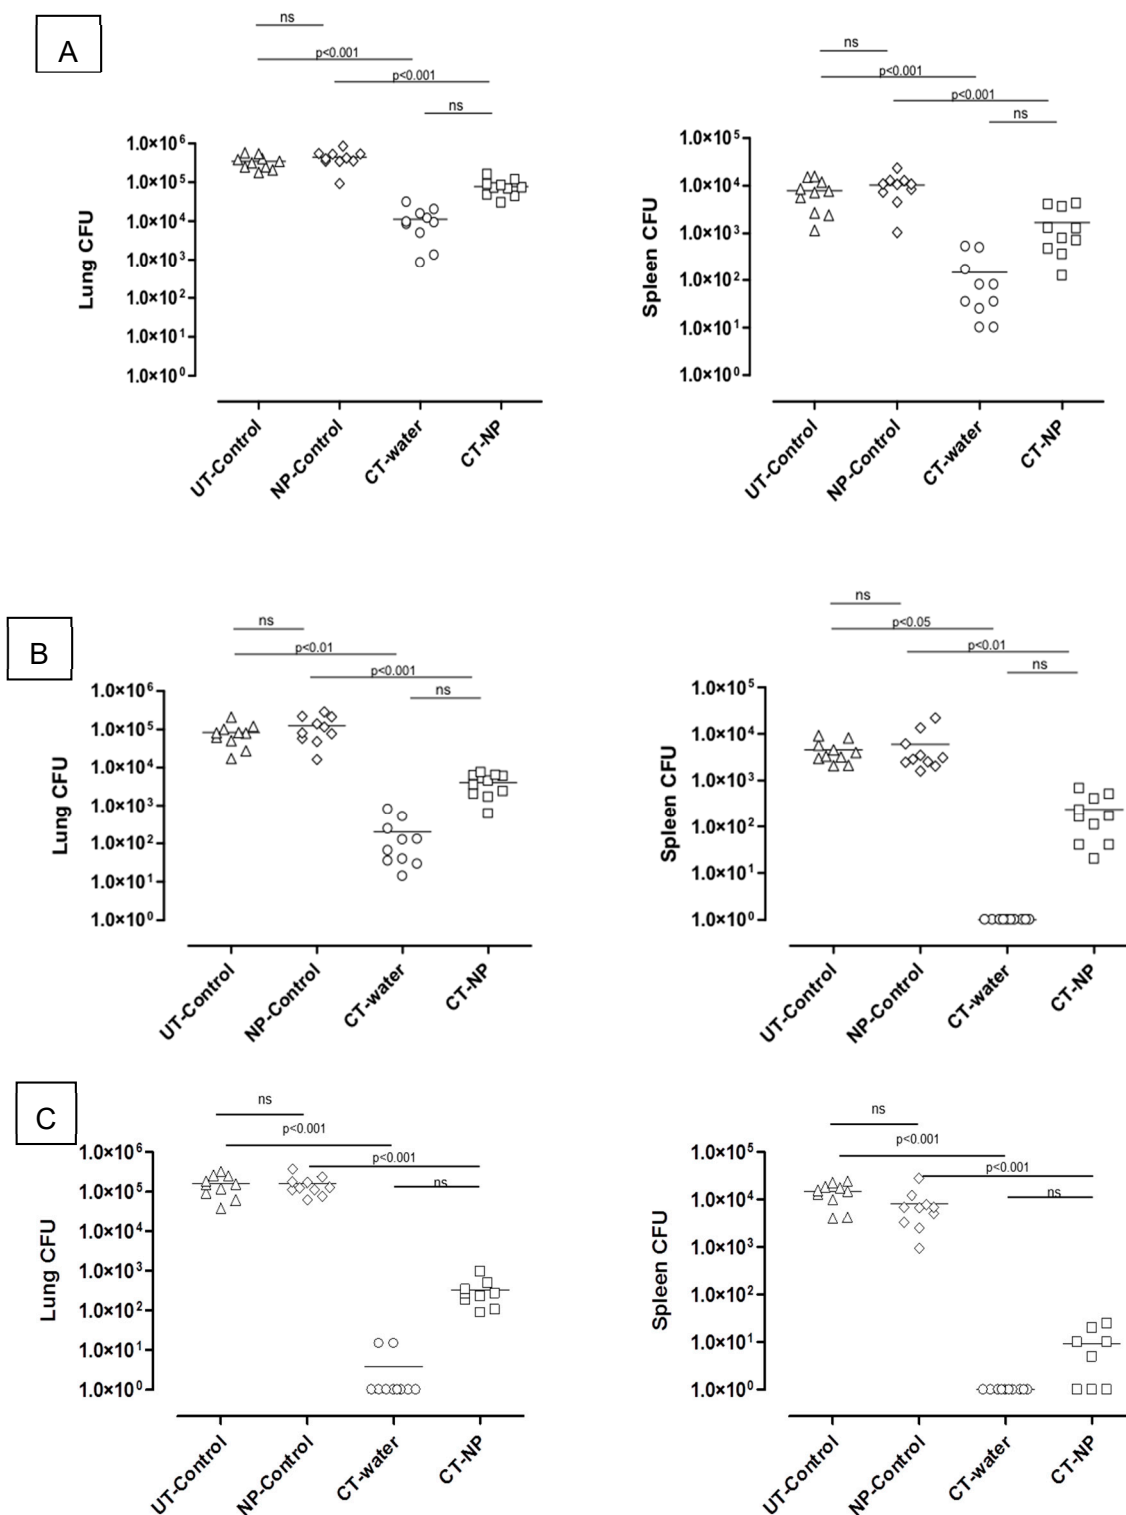 A
ns
p<0.001
p<0.001
ns
1.0×10⁶
1.0×10⁵
1.0×10⁴
1.0×10³
1.0×10²
1.0×10¹
1.0×10⁰
Lung CFU
UT-Control
NP-Control
CT-water
CT-NP
ns
p<0.001
p<0.001
ns
1.0×10⁵
1.0×10⁴
1.0×10³
1.0×10²
1.0×10¹
1.0×10⁰
Spleen CFU
UT-Control
NP-Control
CT-water
CT-NP
B
ns
p<0.01
p<0.001
ns
1.0×10⁶
1.0×10⁵
1.0×10⁴
1.0×10³
1.0×10²
1.0×10¹
1.0×10⁰
Lung CFU
UT-Control
NP-Control
CT-water
CT-NP
ns
p<0.05
p<0.01
ns
1.0×10⁵
1.0×10⁴
1.0×10³
1.0×10²
1.0×10¹
1.0×10⁰
Spleen CFU
UT-Control
NP-Control
CT-water
CT-NP
C
ns
p<0.001
p<0.001
ns
1.0×10⁶
1.0×10⁵
1.0×10⁴
1.0×10³
1.0×10²
1.0×10¹
1.0×10⁰
Lung CFU
UT-Control
NP-Control
CT-water
CT-NP
ns
p<0.001
p<0.001
ns
1.0×10⁵
1.0×10⁴
1.0×10³
1.0×10²
1.0×10¹
1.0×10⁰
Spleen CFU
UT-Control
NP-Control
CT-water
CT-NP